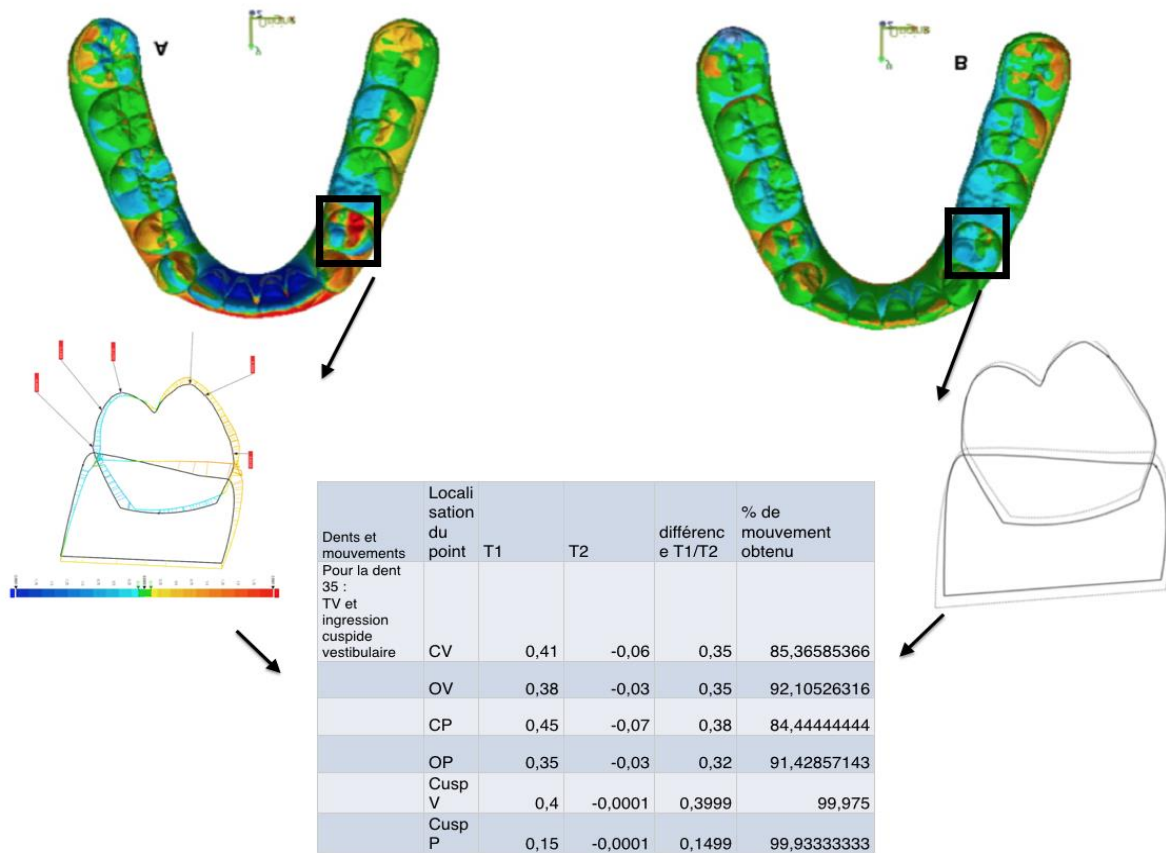 A
B
Dents et mouvements	Locali sation du point	T1	T2	différenc e T1/T2	% de mouvement obtenu
Pour la dent 35 : TV et ingression cuspide vestibulaire	CV	0,41	-0,06	0,35	85,36585366
OV	0,38	-0,03	0,35	92,10526316
CP	0,45	-0,07	0,38	84,44444444
OP	0,35	-0,03	0,32	91,42857143
Cusp V	0,4	-0,0001	0,3999	99,975
Cusp P	0,15	-0,0001	0,1499	99,93333333